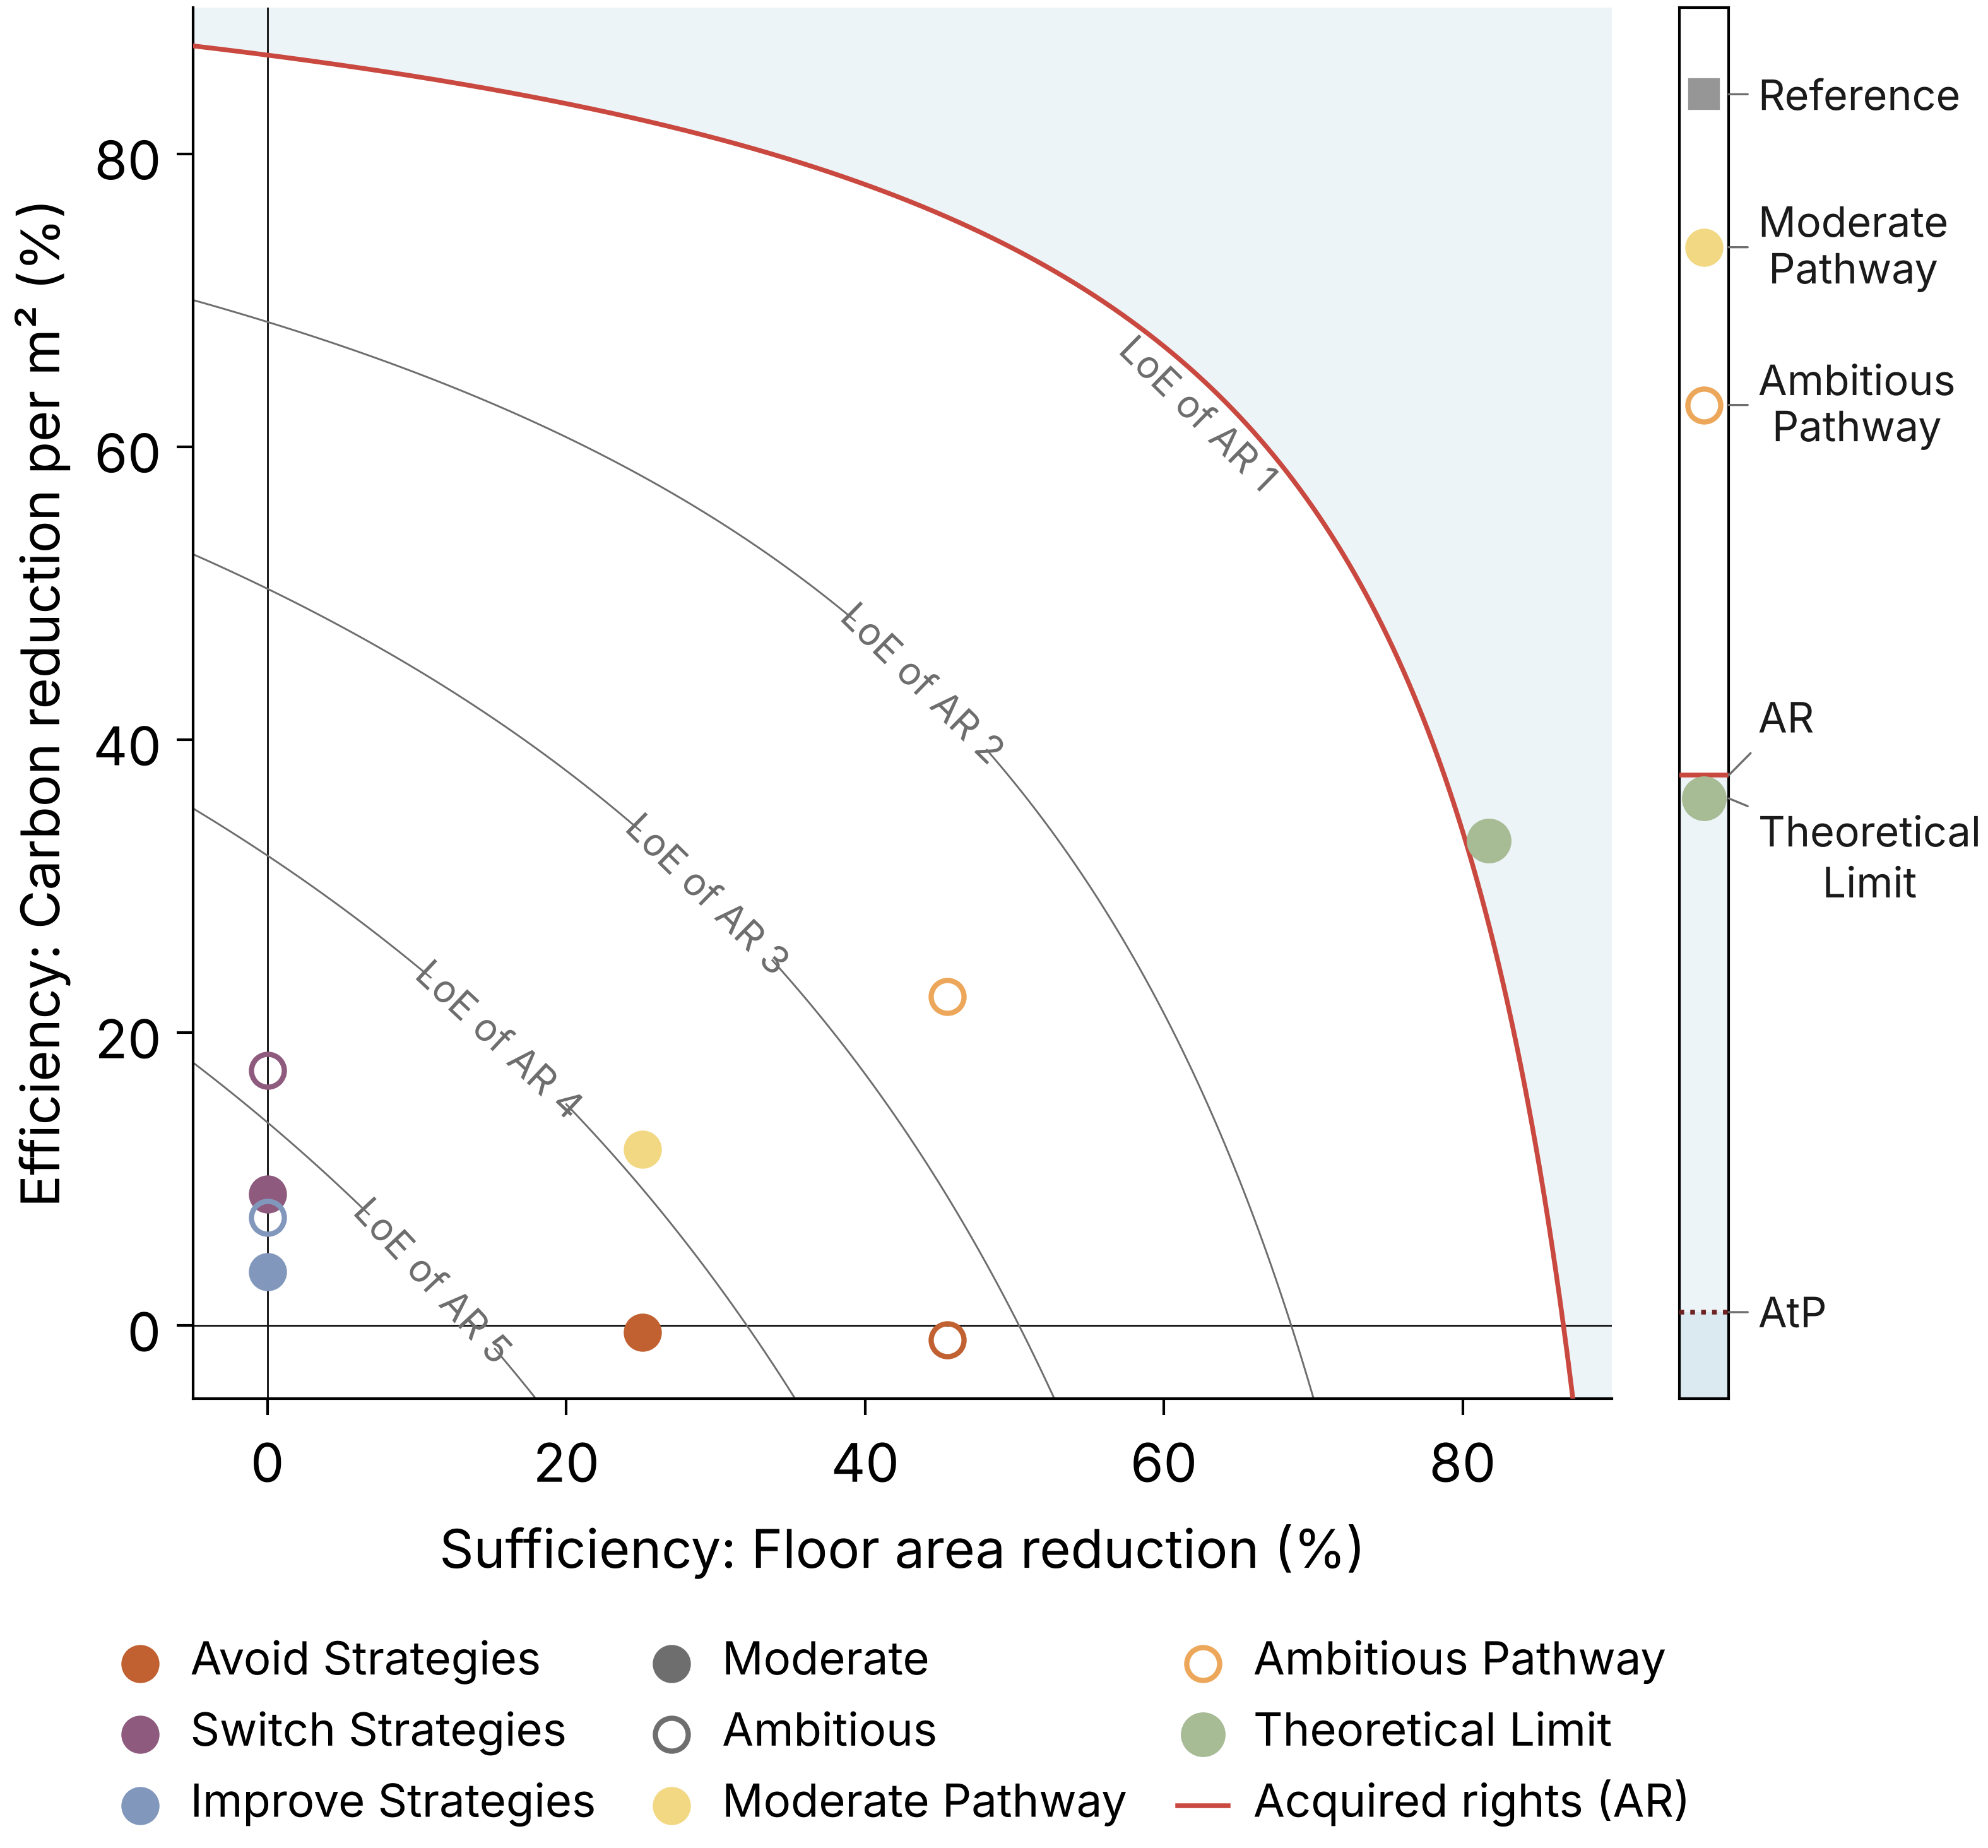 Efficiency: Carbon reduction per m² (%)
80
60
40
20
0
LoE of AR 1
LoE of AR 2
LoE of AR 3
LoE of AR 4
LoE of AR 5
0
20
40
60
80
Sufficiency: Floor area reduction (%)
Reference
Moderate
Pathway
Ambitious
Pathway
AR
Theoretical
Limit
AtP
Avoid Strategies
Switch Strategies
Improve Strategies
Moderate
Ambitious
Moderate Pathway
Ambitious Pathway
Theoretical Limit
Acquired rights (AR)